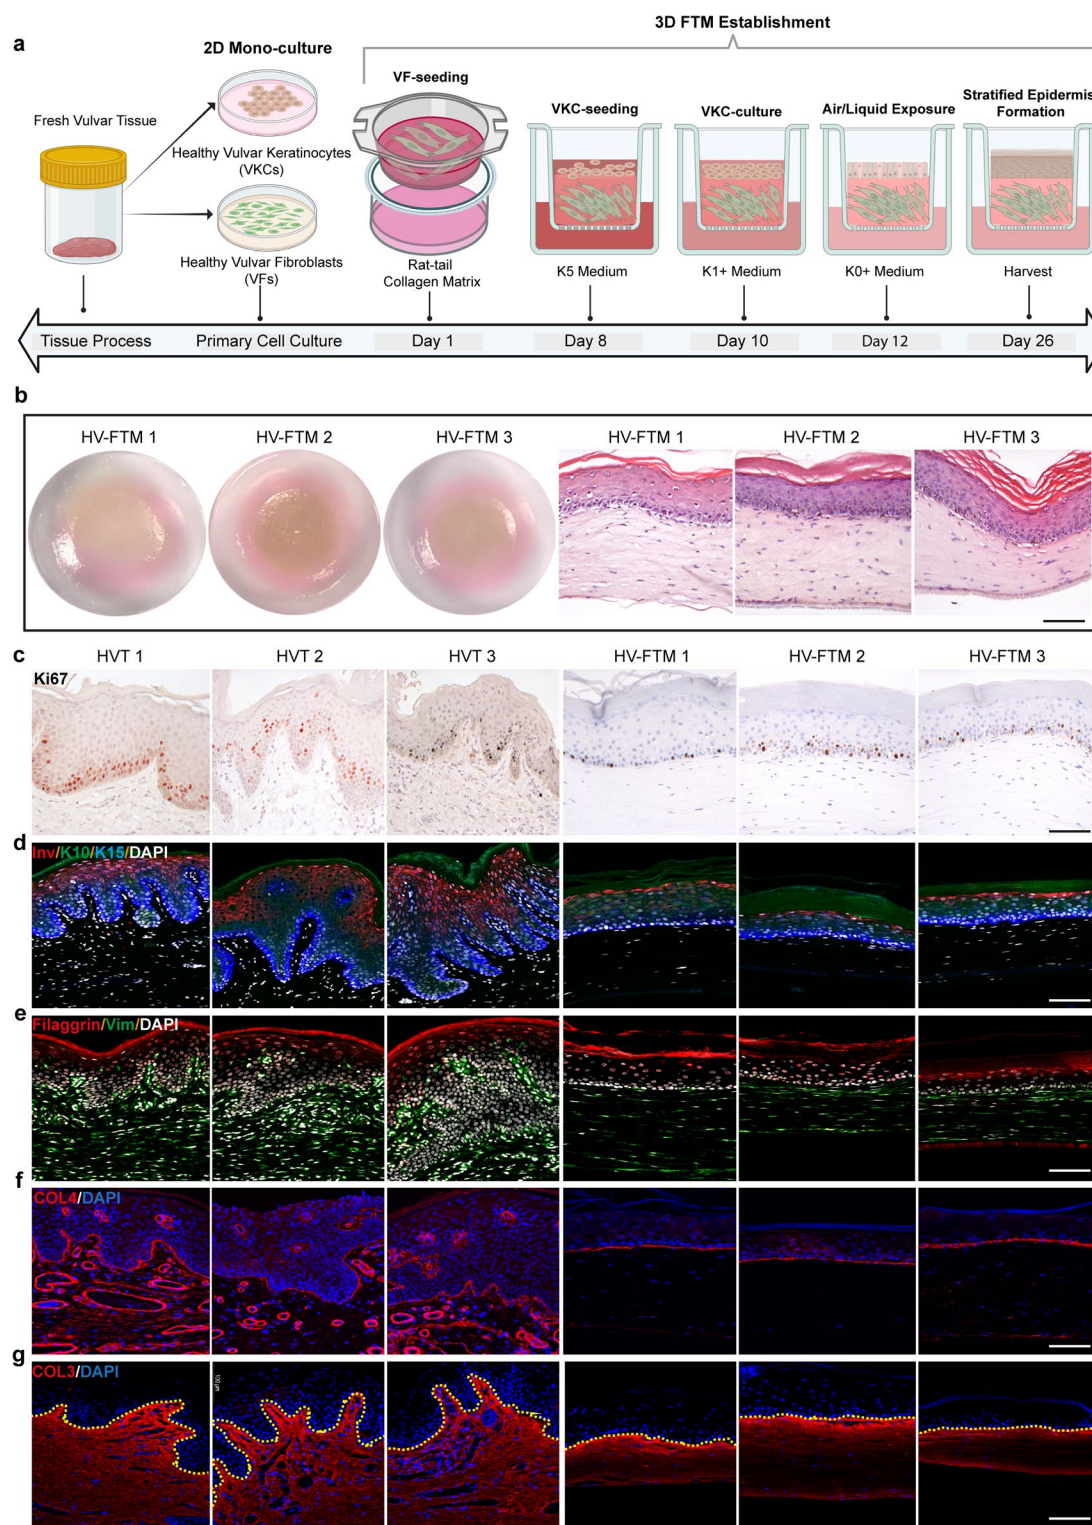 3D FTM Establishment
a
2D Mono-culture
VF-seeding
VKC-seeding
VKC-culture
Air/Liquid Exposure
Stratified Epidermis
Formation
Fresh Vulvar Tissue
Healthy Vulvar Keratinocytes
(VKCs)
Healthy Vulvar Fibroblasts
(VFs)
Rat-tail
Collagen Matrix
K5 Medium
K1+ Medium
K0+ Medium
Harvest
Tissue Process
Primary Cell Culture
Day 1
Day 8
Day 10
Day 12
Day 26
b
HV-FTM 1
HV-FTM 2
HV-FTM 3
HV-FTM 1
HV-FTM 2
HV-FTM 3
c
HVT 1
HVT 2
HVT 3
HV-FTM 1
HV-FTM 2
HV-FTM 3
Ki67
d
Inv/K10/K15/DAPI
e
Filaggrin/Vim/DAPI
f
COL4/DAPI
g
COL3/DAPI
100 µm